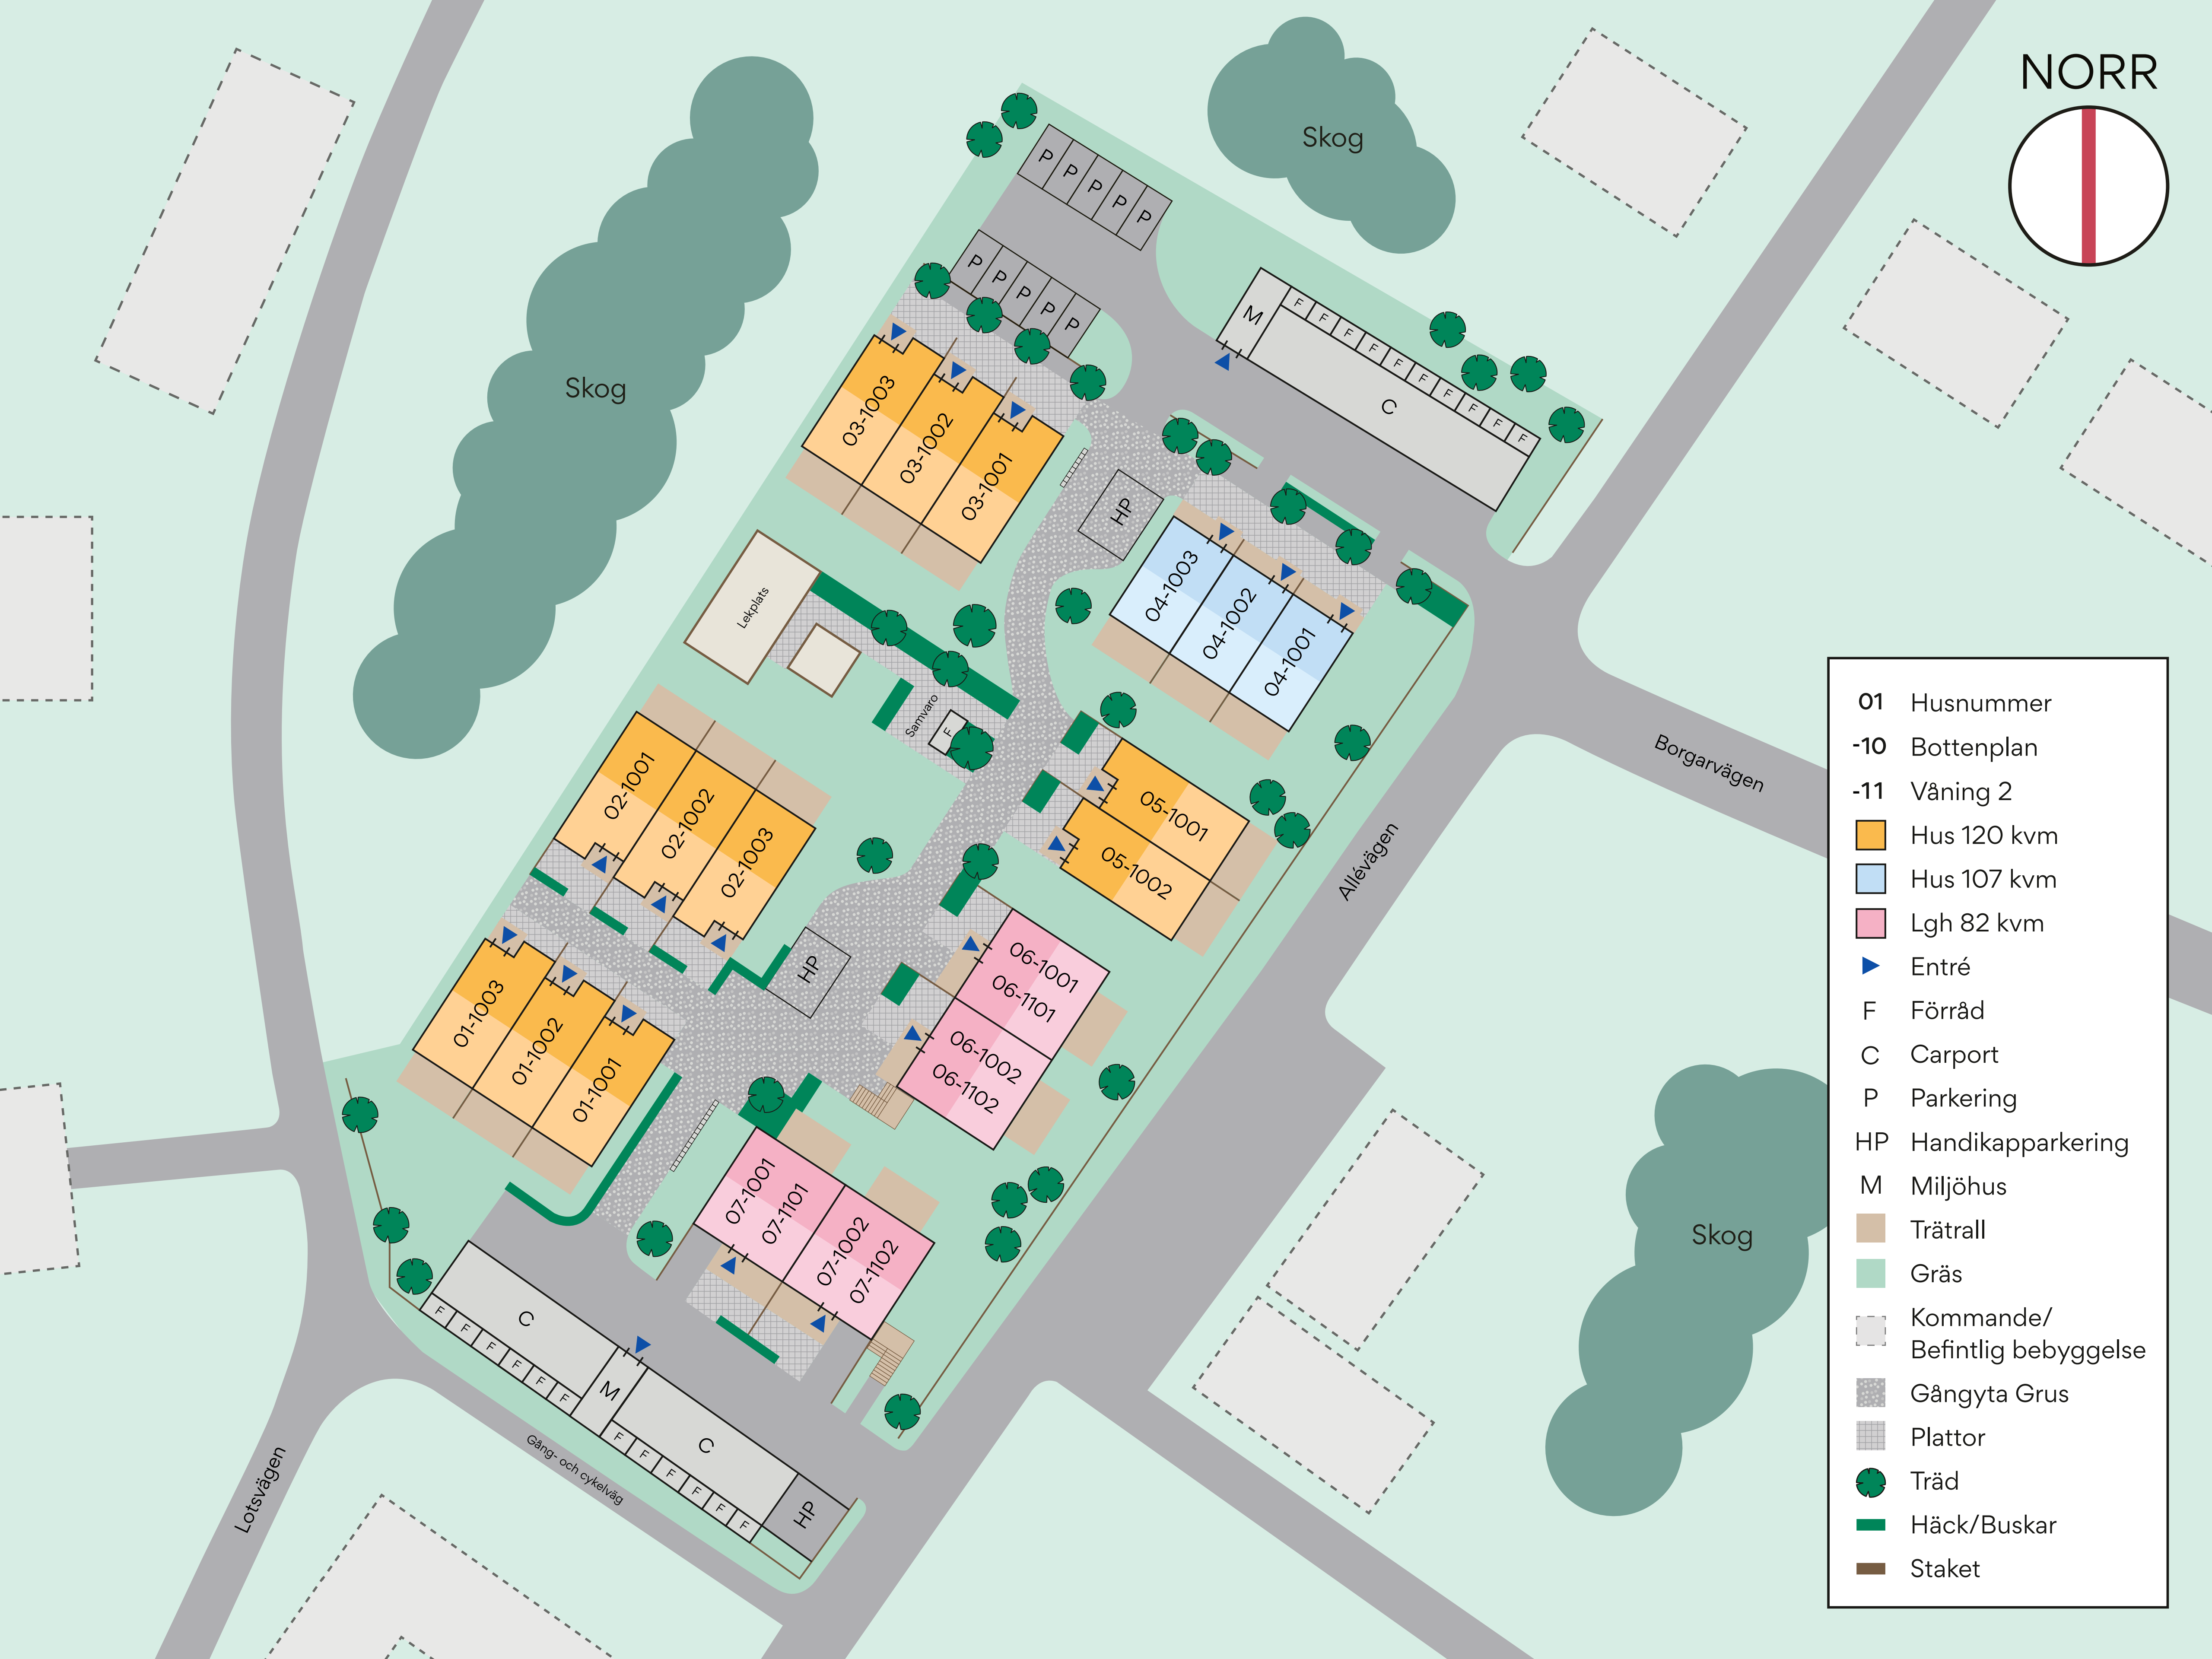 NORR
Skog
Skog
P
P
P
P
P
P
P
P
P
P
M
F
F
F
F
F
F
F
F
F
F
C
03-1003
03-1002
03-1001
HP
04-1003
04-1002
04-1001
Lekplats
Samvaro
F
02-1001
02-1002
02-1003
05-1001
05-1002
Borgarvägen
Allévägen
HP
06-1001
06-1101
06-1002
06-1102
01-1003
01-1002
01-1001
07-1001
07-1101
07-1002
07-1102
Skog
C
F
F
F
F
F
F
M
C
F
F
F
F
F
F
HP
Gång- och cykelväg
Lotsvägen
01 Husnummer
-10 Bottenplan
-11 Våning 2
Hus 120 kvm
Hus 107 kvm
Lgh 82 kvm
Entré
F Förråd
C Carport
P Parkering
HP Handikapparkering
M Miljöhus
Trätrall
Gräs
Kommande/
Befintlig bebyggelse
Gångyta Grus
Plattor
Träd
Häck/Buskar
Staket